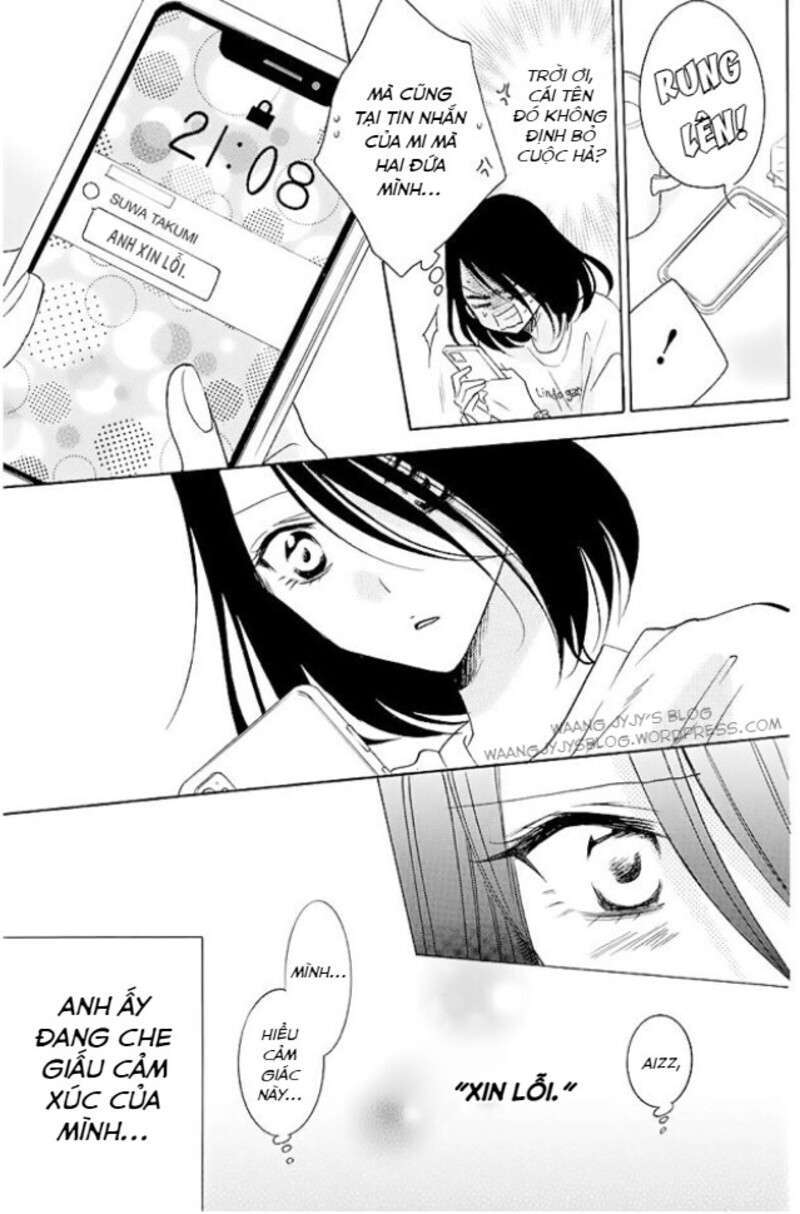 RUNG
LÊN!
!
TRỜI ƠI,
CÁI TÊN
ĐÓ KHÔNG
ĐỊNH BỎ
CUỘC HẢ?
MÀ CŨNG
TẠI TIN NHẮN
CỦA MI MÀ
HAI ĐỨA
MÌNH...
21:08
SUWA TAKUMI
ANH XIN LỖI.
WAANG JYJY'S BLOG
WAANGJYJYSBLOG.WORDPRESS.COM
AIZZ,
"XIN LỖI."
MÌNH...
HIỂU
CẢM
GIÁC
NÀY...
ANH ẤY
ĐANG CHE
GIẤU CẢM
XÚC CỦA
MÌNH...